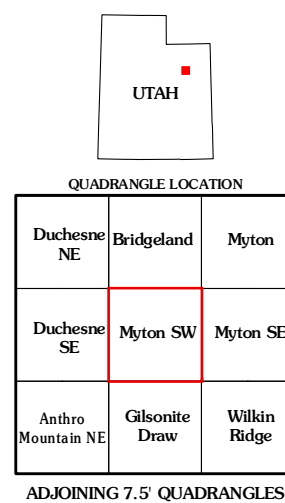 UTAH
QUADRANGLE LOCATION
Duchesne
NE
Bridgeland
Myton
Duchesne
SE
Myton SW
Myton SE
Anthro
Mountain NE
Gilsonite
Draw
Wilkin
Ridge
ADJOINING 7.5' QUADRANGLES